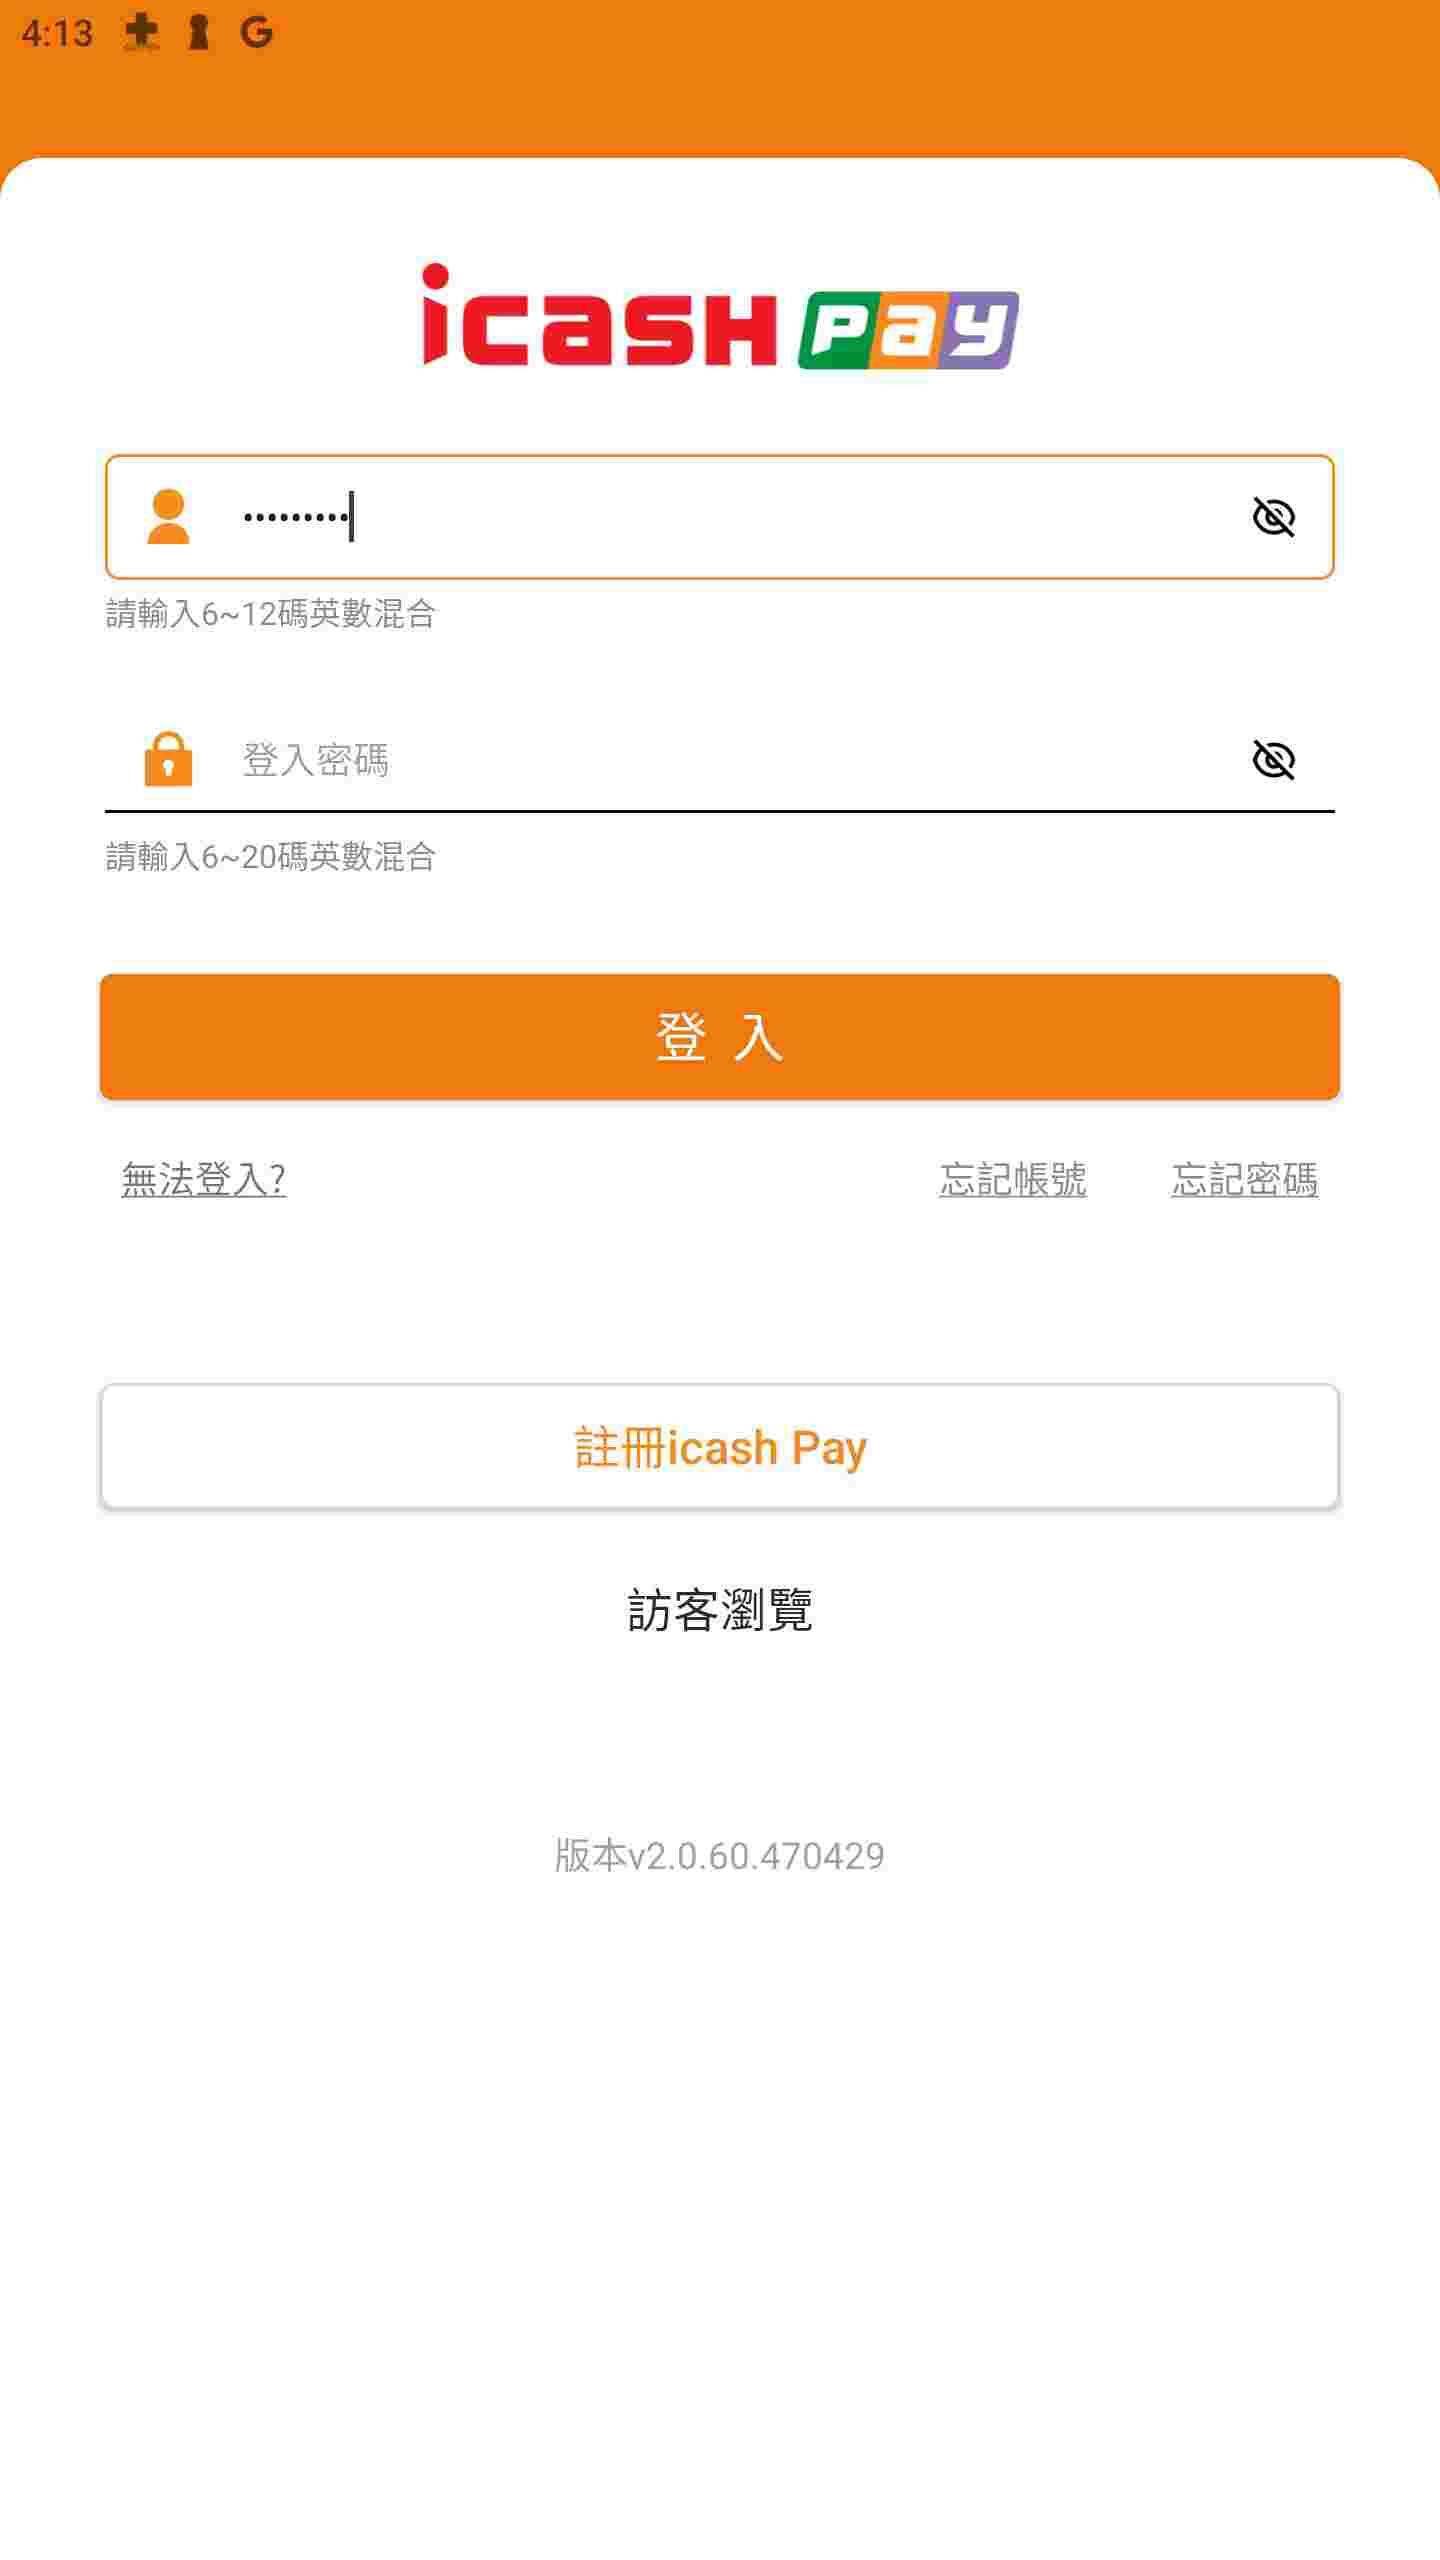 4:13
icash pay
•••••••••
請輸入6~12碼英數混合
登入密碼
請輸入6~20碼英數混合
登 入
無法登入?
忘記帳號
忘記密碼
註冊icash Pay
訪客瀏覽
版本v2.0.60.470429